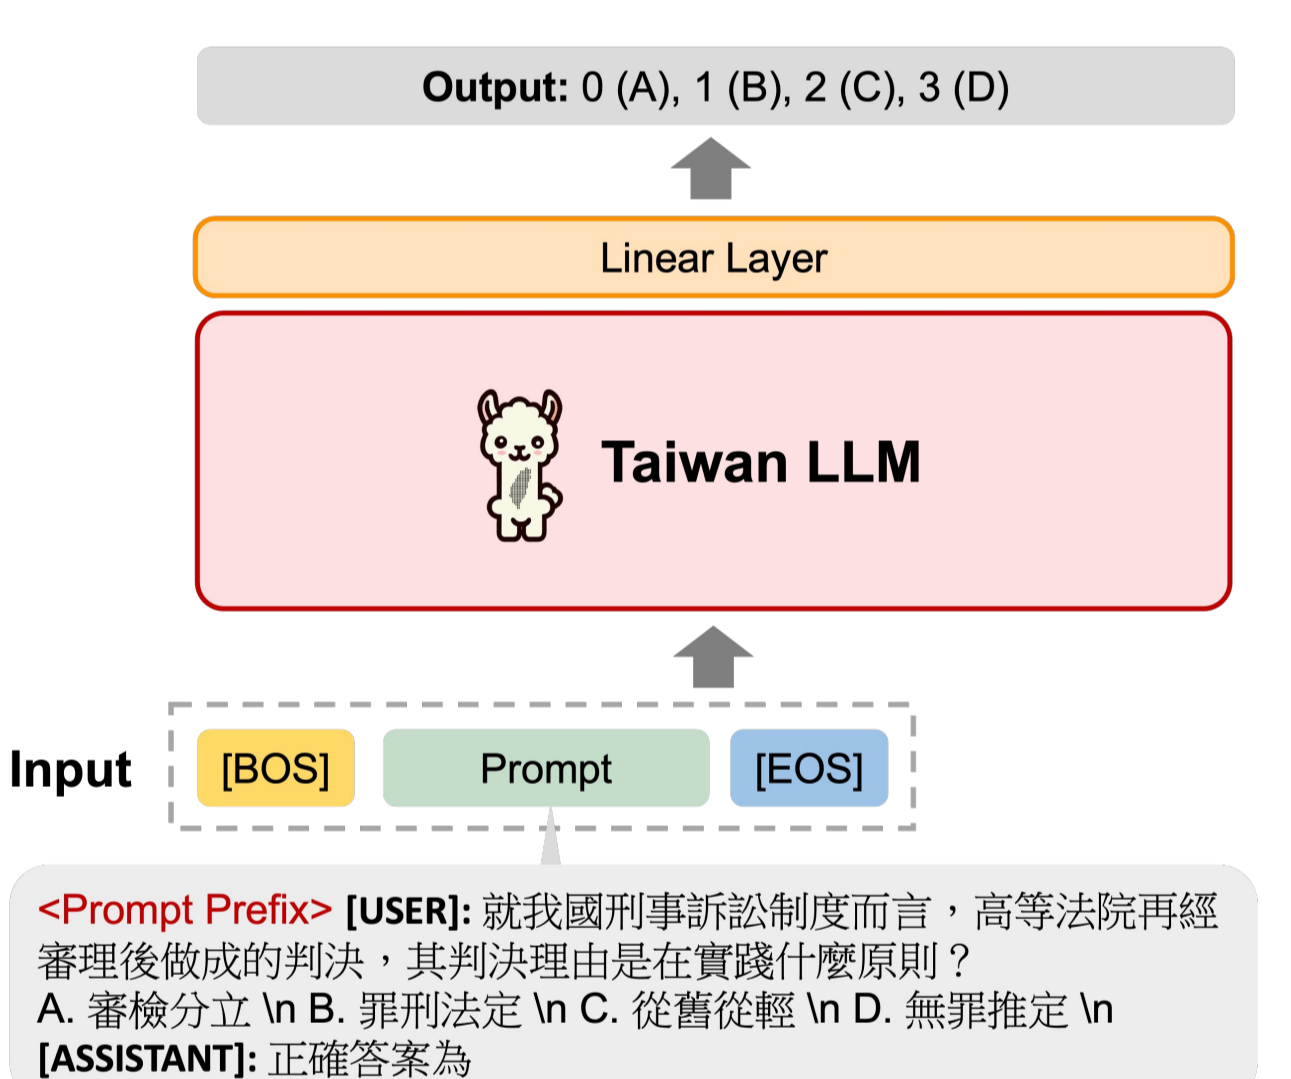 Output: 0 (A), 1 (B), 2 (C), 3 (D)
Linear Layer
Taiwan LLM
Input
[BOS]
Prompt
[EOS]
<Prompt Prefix> [USER]: 就我國刑事訴訟制度而言，高等法院再經
審理後做成的判決，其判決理由是在實踐什麼原則？
A. 審檢分立 \n B. 罪刑法定 \n C. 從舊從輕 \n D. 無罪推定 \n
[ASSISTANT]: 正確答案為